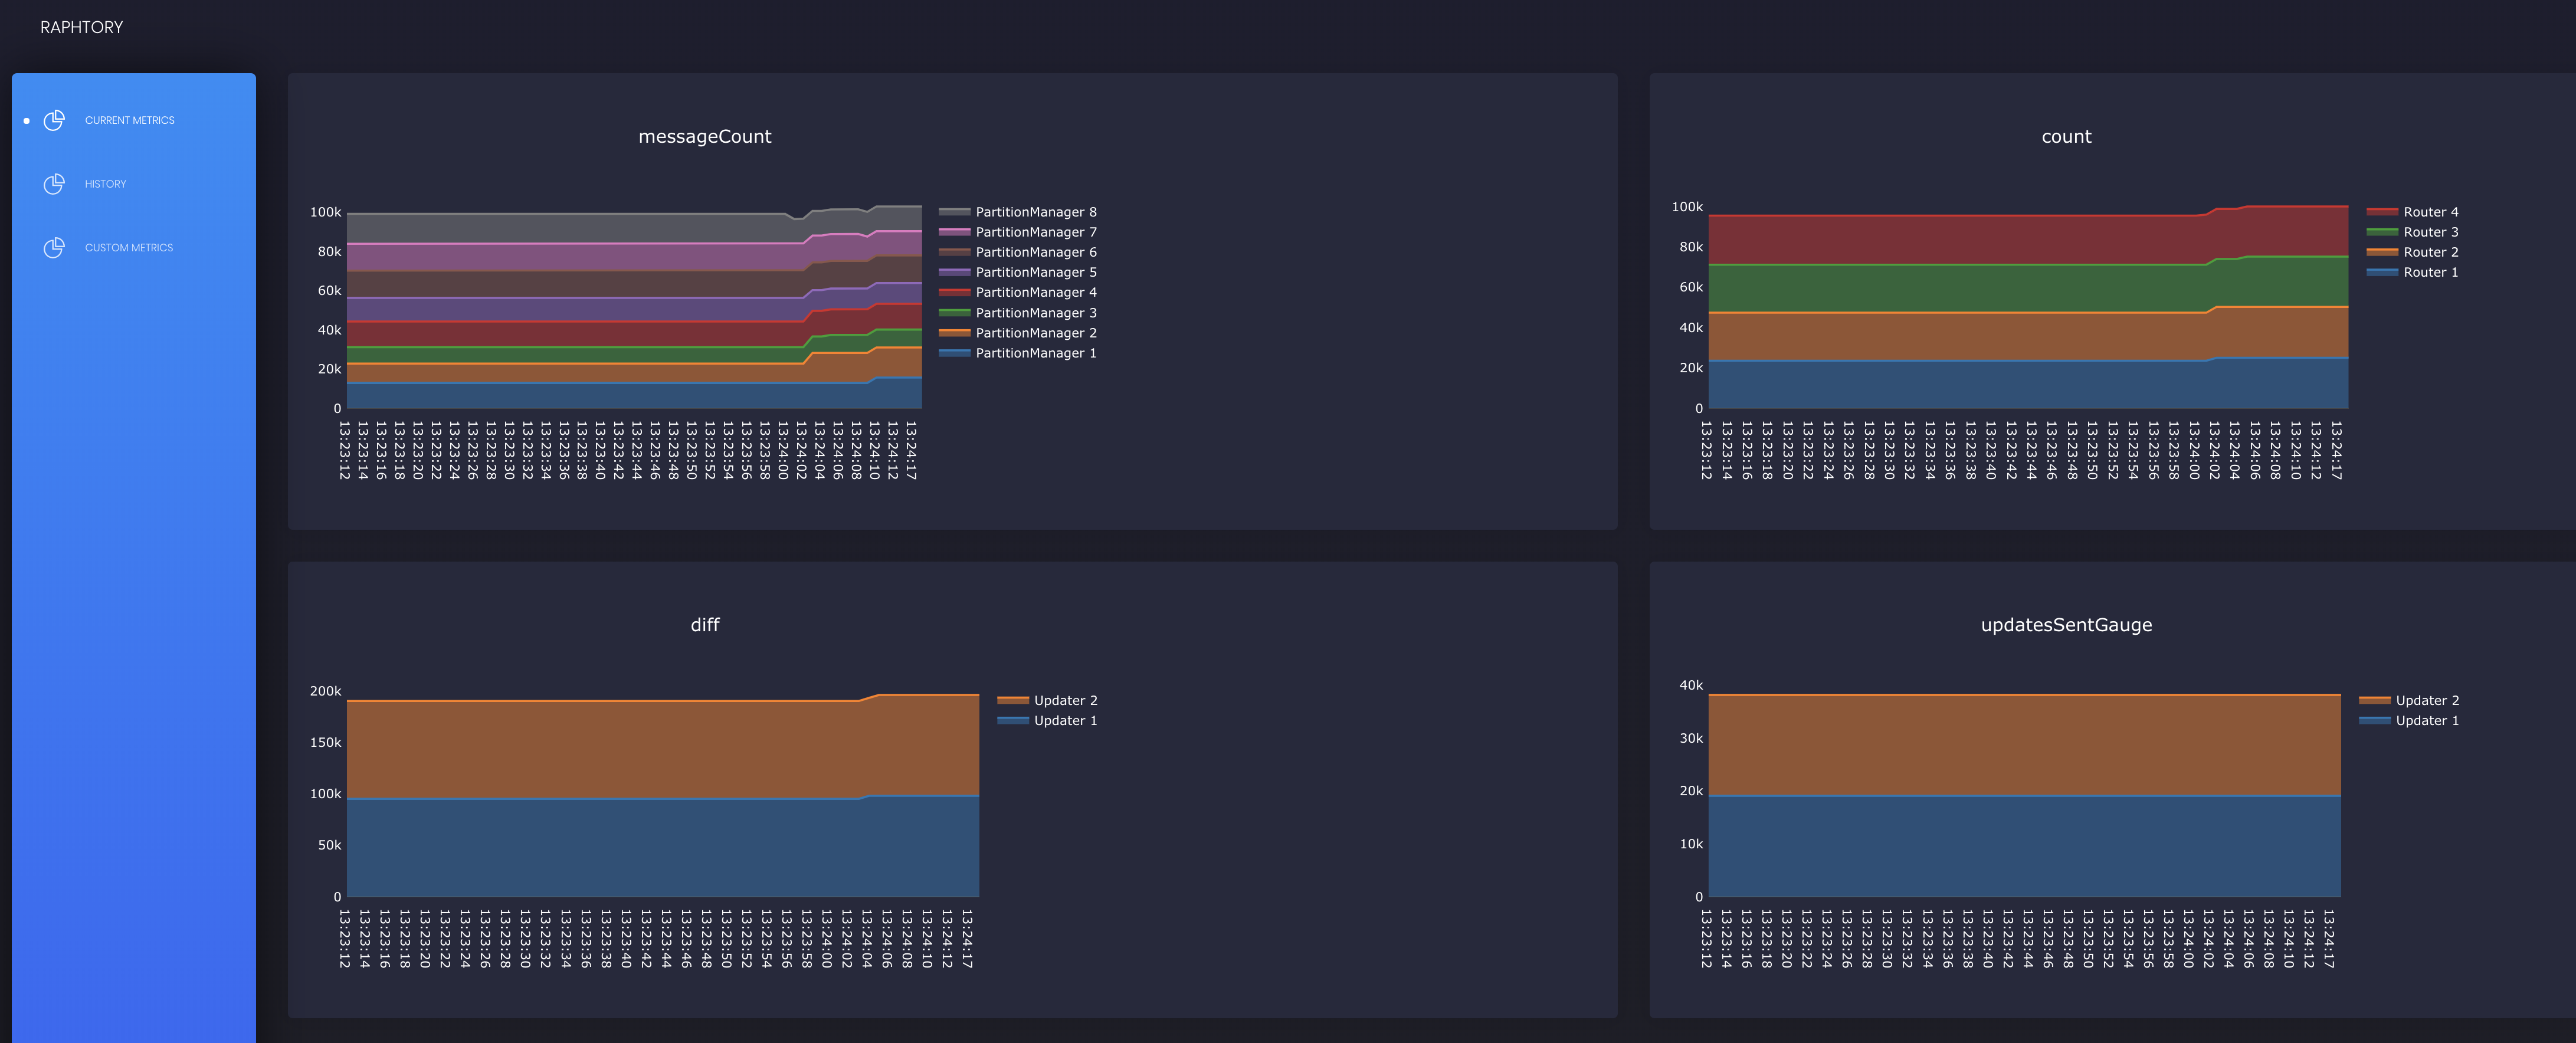 RAPHTORY
CURRENT METRICS
HISTORY
CUSTOM METRICS
messageCount
100k
80k
60k
40k
20k
0
13:23:12 13:23:14 13:23:16 13:23:18 13:23:20 13:23:22 13:23:24 13:23:26 13:23:28 13:23:30 13:23:32 13:23:34 13:23:36 13:23:38 13:23:40 13:23:42 13:23:44 13:23:46 13:23:48 13:23:50 13:23:52 13:23:54 13:23:56 13:23:58 13:24:00 13:24:02 13:24:04 13:24:06 13:24:08 13:24:10 13:24:12 13:24:17
PartitionManager 8
PartitionManager 7
PartitionManager 6
PartitionManager 5
PartitionManager 4
PartitionManager 3
PartitionManager 2
PartitionManager 1
count
100k
80k
60k
40k
20k
0
13:23:12 13:23:14 13:23:16 13:23:18 13:23:20 13:23:22 13:23:24 13:23:26 13:23:28 13:23:30 13:23:32 13:23:34 13:23:36 13:23:38 13:23:40 13:23:42 13:23:44 13:23:46 13:23:48 13:23:50 13:23:52 13:23:54 13:23:56 13:23:58 13:24:00 13:24:02 13:24:04 13:24:06 13:24:08 13:24:10 13:24:12 13:24:17
Router 4
Router 3
Router 2
Router 1
diff
200k
150k
100k
50k
0
13:23:12 13:23:14 13:23:16 13:23:18 13:23:20 13:23:22 13:23:24 13:23:26 13:23:28 13:23:30 13:23:32 13:23:34 13:23:36 13:23:38 13:23:40 13:23:42 13:23:44 13:23:46 13:23:48 13:23:50 13:23:52 13:23:54 13:23:56 13:23:58 13:24:00 13:24:02 13:24:04 13:24:06 13:24:08 13:24:10 13:24:12 13:24:17
Updater 2
Updater 1
updatesSentGauge
40k
30k
20k
10k
0
13:23:12 13:23:14 13:23:16 13:23:18 13:23:20 13:23:22 13:23:24 13:23:26 13:23:28 13:23:30 13:23:32 13:23:34 13:23:36 13:23:38 13:23:40 13:23:42 13:23:44 13:23:46 13:23:48 13:23:50 13:23:52 13:23:54 13:23:56 13:23:58 13:24:00 13:24:02 13:24:04 13:24:06 13:24:08 13:24:10 13:24:12 13:24:17
Updater 2
Updater 1